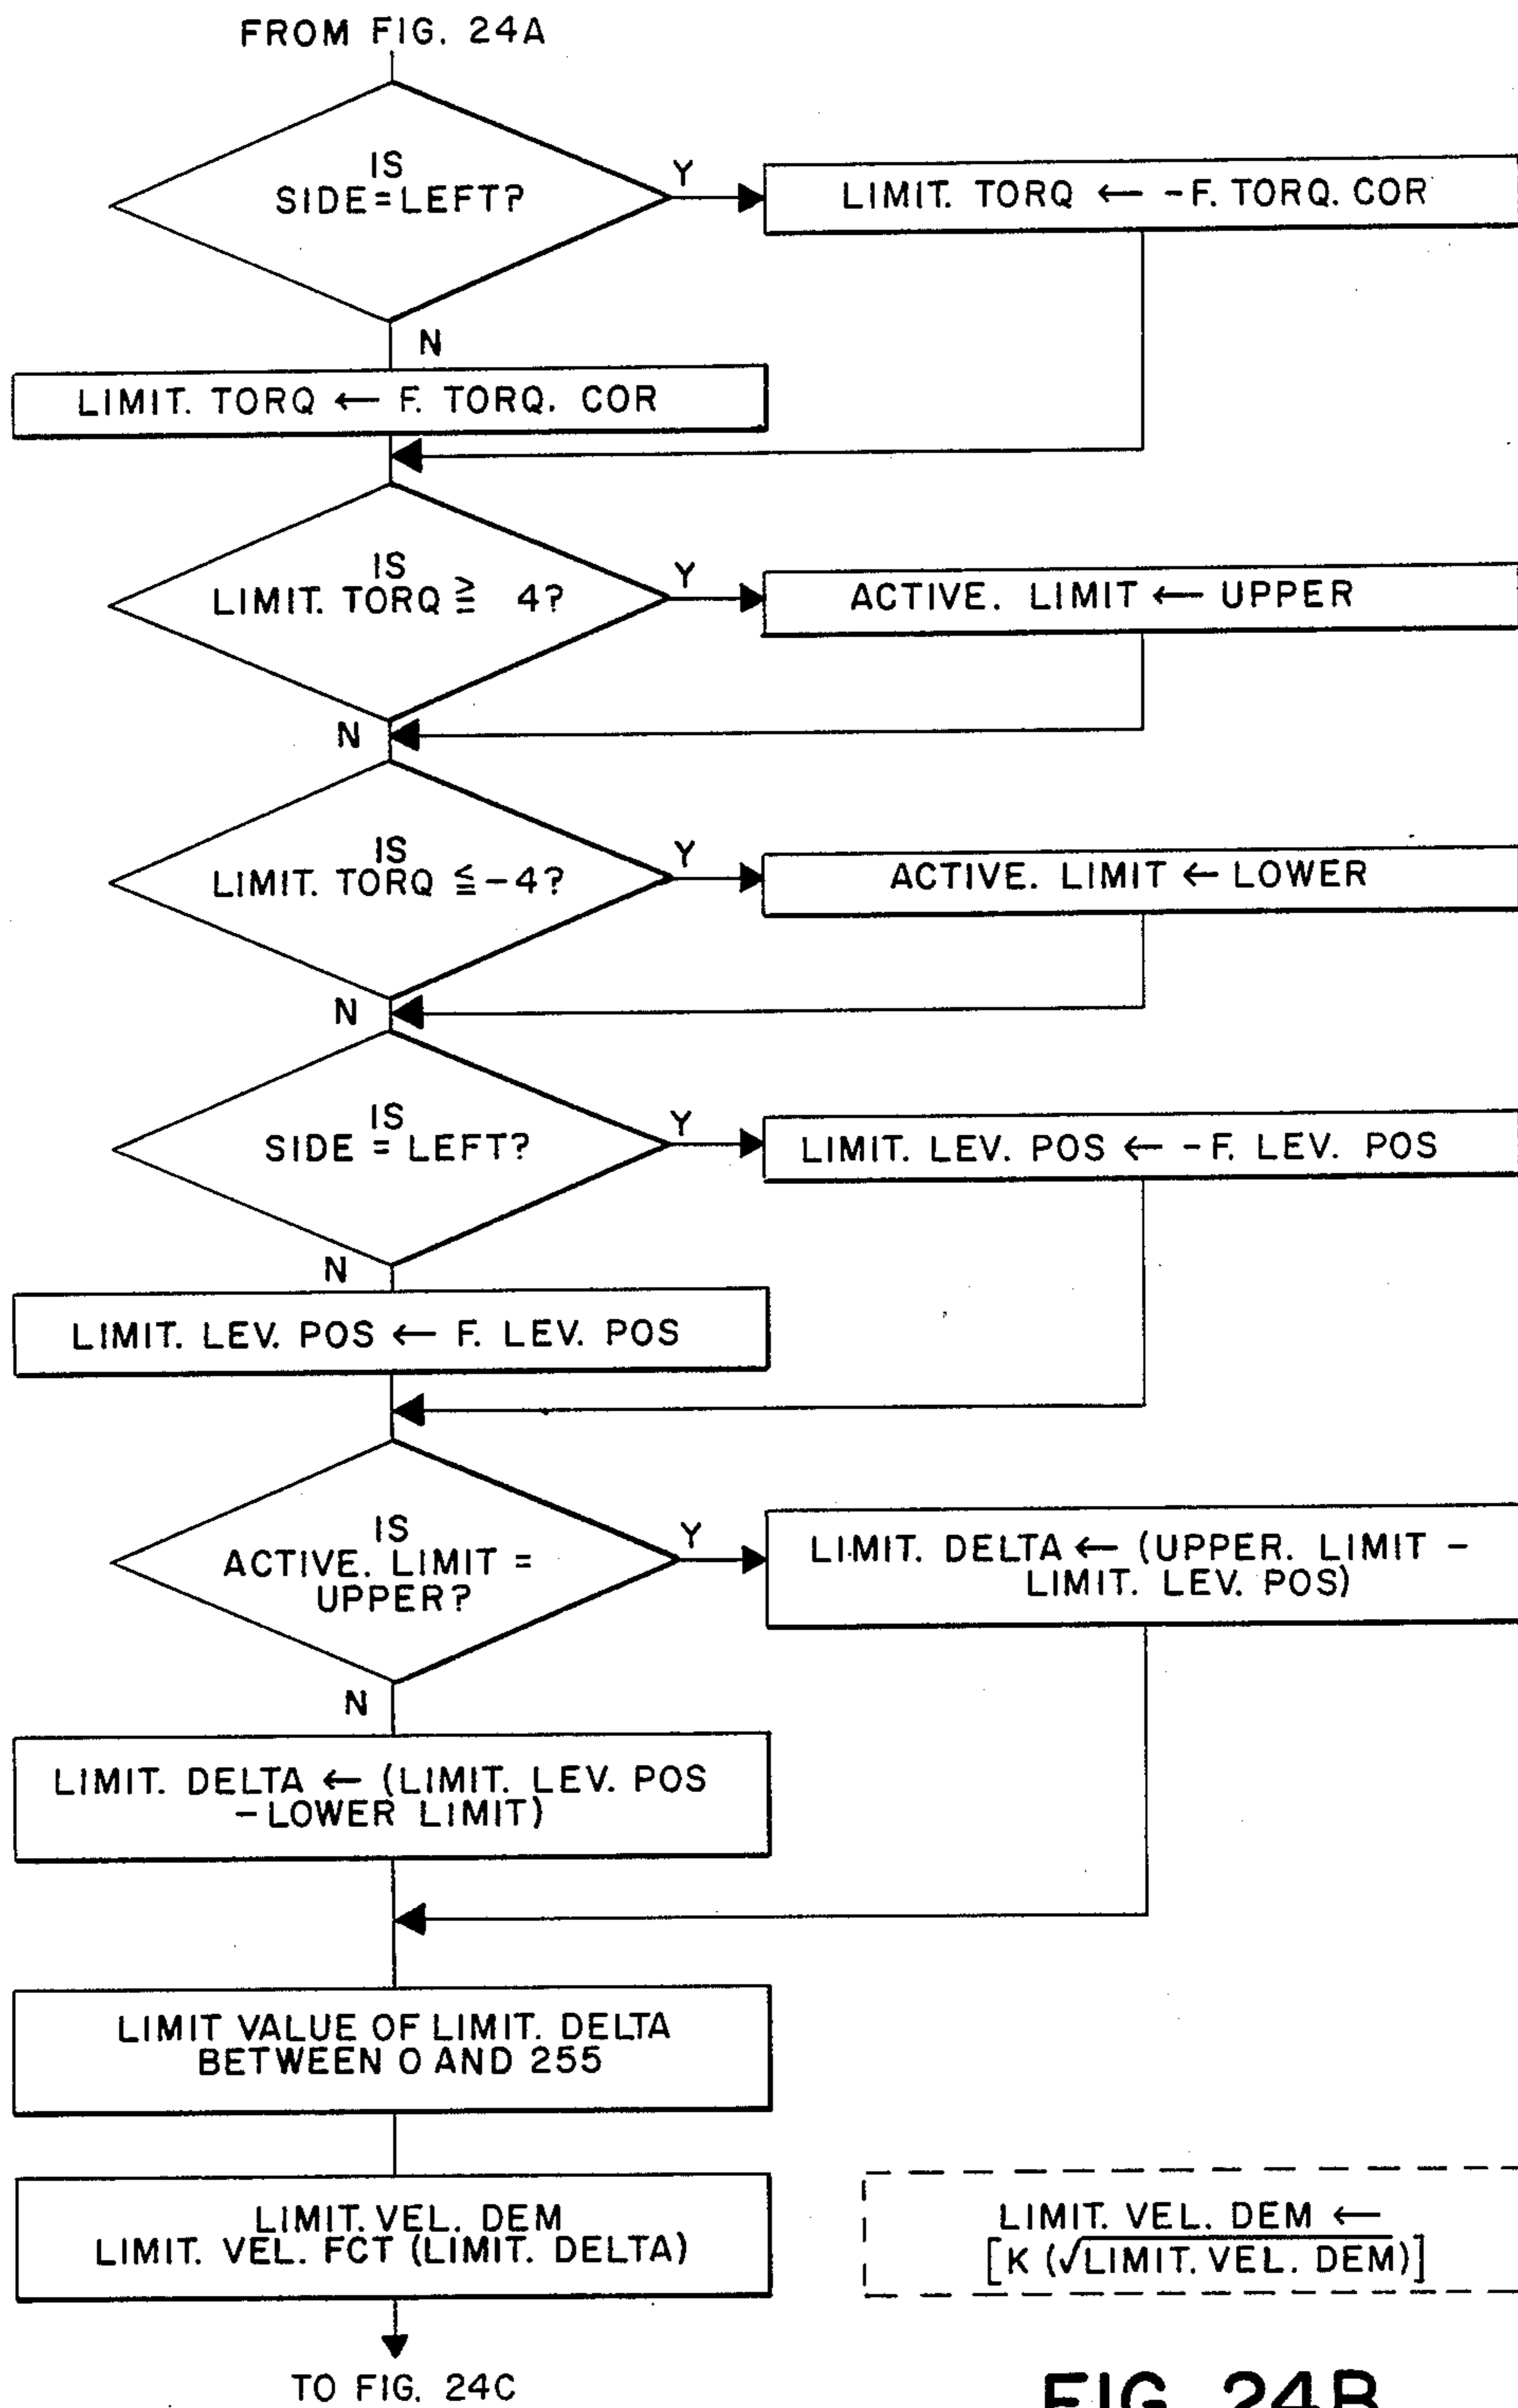 FROM FIG. 24A
IS
SIDE=LEFT?
Y
LIMIT. TORQ ← -F. TORQ. COR
N
LIMIT. TORQ ← F. TORQ. COR
IS
LIMIT. TORQ ≧ 4?
Y
ACTIVE. LIMIT ← UPPER
N
IS
LIMIT. TORQ ≦-4?
Y
ACTIVE. LIMIT ← LOWER
N
IS
SIDE = LEFT?
Y
LIMIT. LEV. POS ← -F. LEV. POS
N
LIMIT. LEV. POS ← F. LEV. POS
IS
ACTIVE. LIMIT =
UPPER?
Y
LIMIT. DELTA ← (UPPER. LIMIT -
LIMIT. LEV. POS)
N
LIMIT. DELTA ← (LIMIT. LEV. POS
-LOWER LIMIT)
LIMIT VALUE OF LIMIT. DELTA
BETWEEN 0 AND 255
LIMIT. VEL. DEM
LIMIT. VEL. FCT (LIMIT. DELTA)
LIMIT. VEL. DEM ←
[K (√LIMIT. VEL. DEM)]
TO FIG. 24C
FIG. 24B